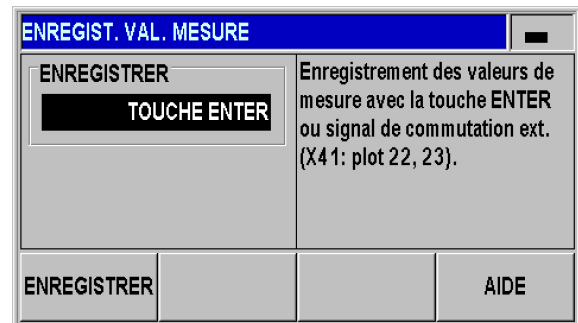 ENREGIST. VAL. MESURE
ENREGISTRER
TOUCHE ENTER
Enregistrement des valeurs de
mesure avec la touche ENTER
ou signal de commutation ext.
(X41: plot 22, 23).
ENREGISTRER
AIDE